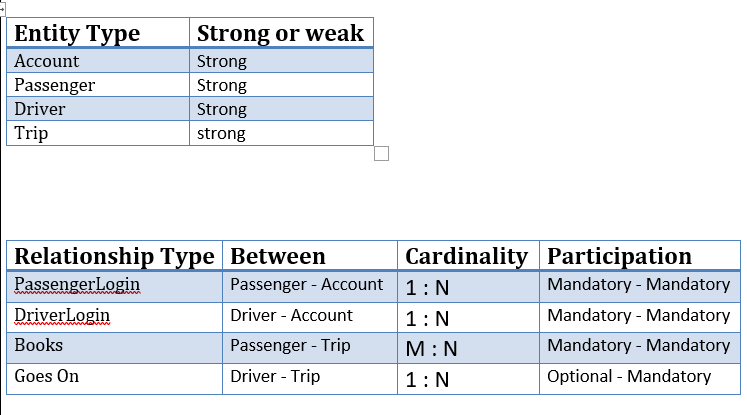 Entity Type Strong or weak
Account Strong
Passenger Strong
Driver Strong
Trip strong
Relationship Type Between Cardinality Participation
PassengerLogin Passenger - Account 1 : N Mandatory - Mandatory
DriverLogin Driver - Account 1 : N Mandatory - Mandatory
Books Passenger - Trip M : N Mandatory - Mandatory
Goes On Driver - Trip 1 : N Optional - Mandatory